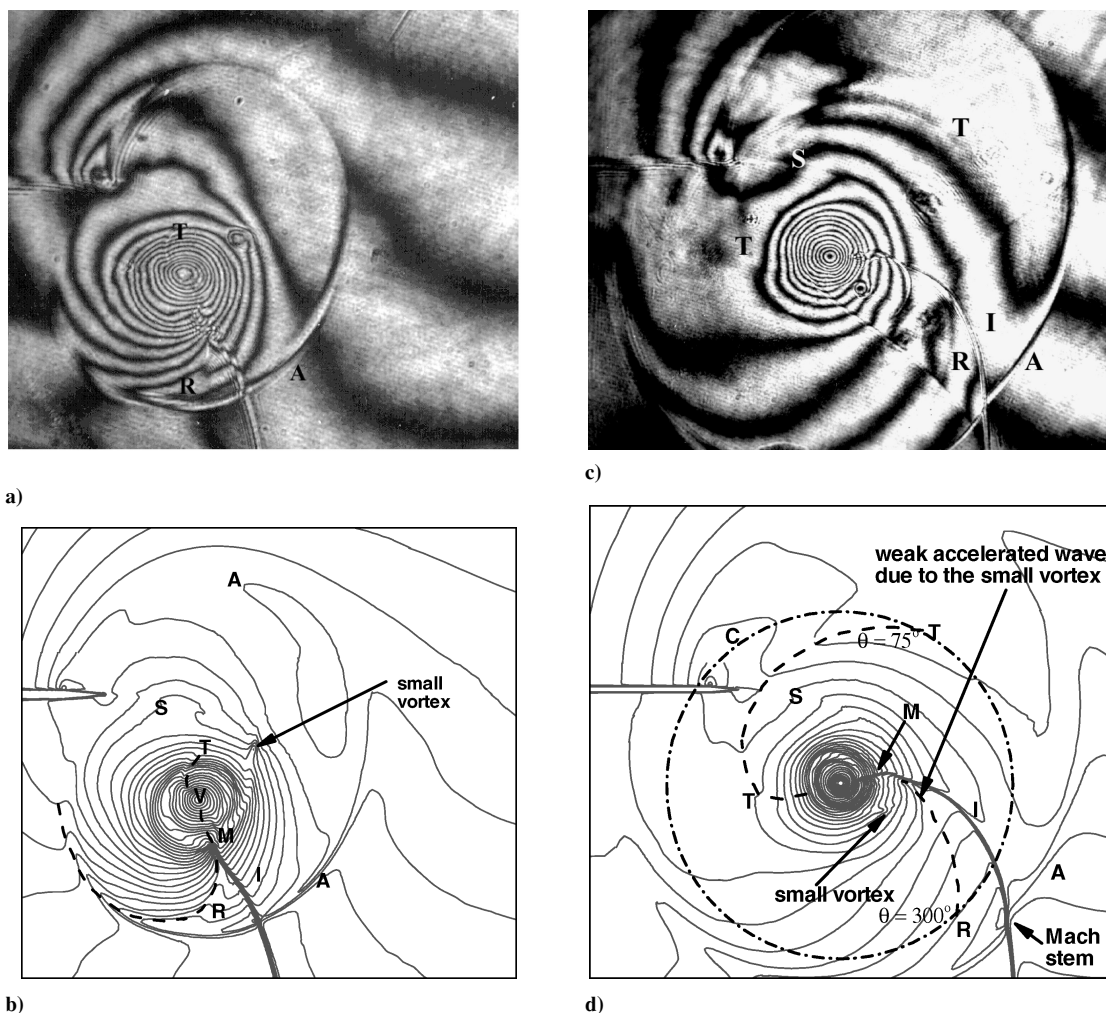 T
R
A
a)
T
S
T
I
R
A
c)
A
S
small
vortex
T
V
M
I
A
R
b)
weak accelerated wave
due to the small vortex
C
θ = 75°
T
S
M
T
I
A
small vortex
θ = 300°
R
Mach
stem
d)